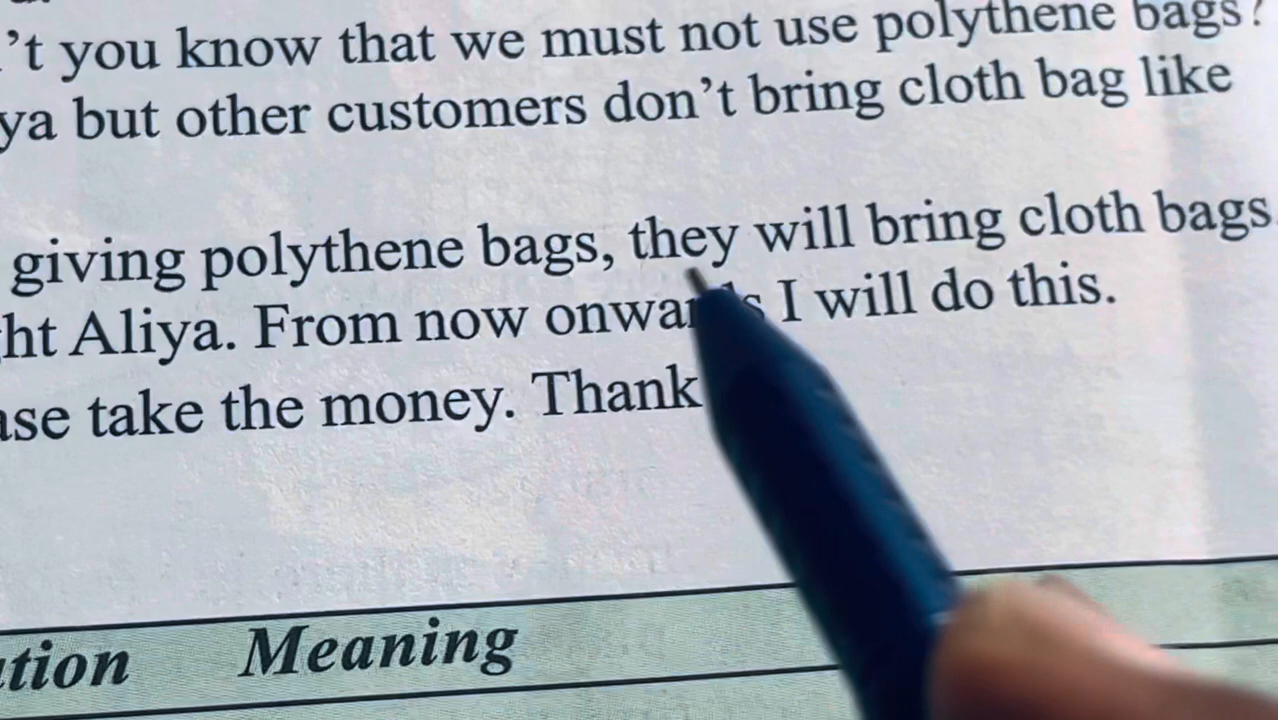 't you know that we must not use polythene bags?
ya but other customers don't bring cloth bag like
giving polythene bags, they will bring cloth bags
ht Aliya. From now onwards I will do this.
ase take the money. Thank
tion Meaning